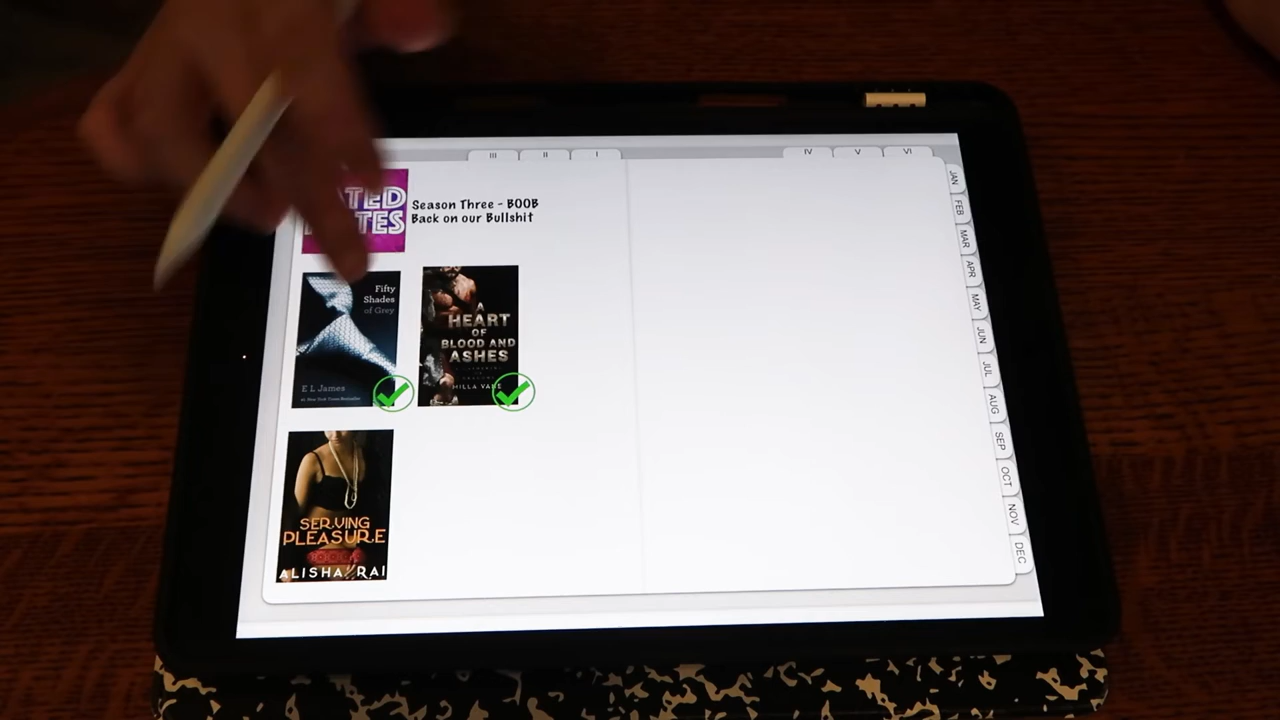 III II I
IV V VI
TED
TES
Season Three - BOOB
Back on our Bullshit
Fifty
Shades
of Grey
E L James
A
HEART
OF
BLOOD AND
ASHES
MILLA VANE
SERVING
PLEASURE
ALISHA RAI
JAN
FEB
MAR
APR
MAY
JUN
JUL
AUG
SEP
OCT
NOV
DEC